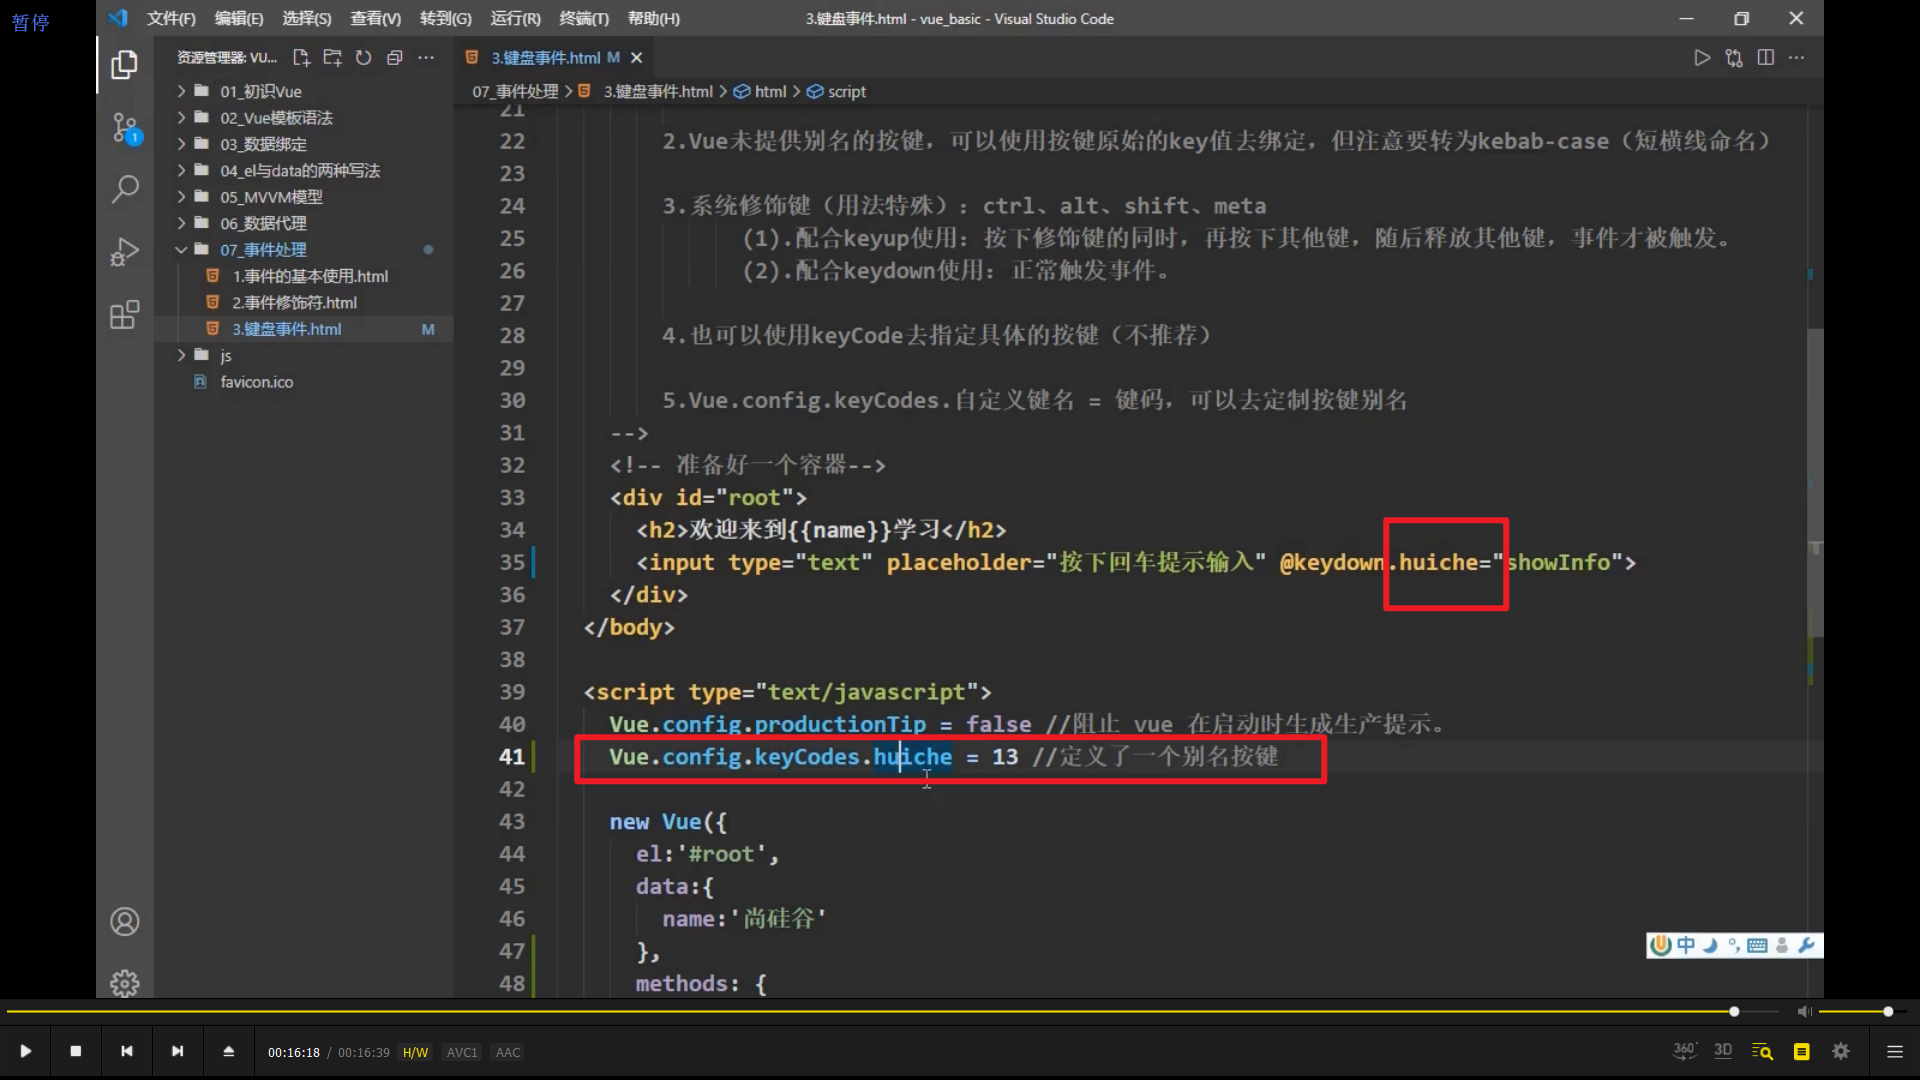 暂停
文件(F) 编辑(E) 选择(S) 查看(V) 转到(G) 运行(R) 终端(T) 帮助(H)
3.键盘事件.html - vue_basic - Visual Studio Code
资源管理器: VU...
3.键盘事件.html M
01_初识Vue
02_Vue模板语法
03_数据绑定
04_el与data的两种写法
05_MVVM模型
06_数据代理
07_事件处理
1.事件的基本使用.html
2.事件修饰符.html
3.键盘事件.html M
js
favicon.ico
1
07_事件处理 > 3.键盘事件.html > html > script
21
22 2.Vue未提供别名的按键，可以使用按键原始的key值去绑定，但注意要转为kebab-case（短横线命名）
23
24 3.系统修饰键（用法特殊）：ctrl、alt、shift、meta
25 (1).配合keyup使用：按下修饰键的同时，再按下其他键，随后释放其他键，事件才被触发。
26 (2).配合keydown使用：正常触发事件。
27
28 4.也可以使用keyCode去指定具体的按键（不推荐）
29
30 5.Vue.config.keyCodes.自定义键名 = 键码，可以去定制按键别名
31 -->
32 <!-- 准备好一个容器-->
33 <div id="root">
34 <h2>欢迎来到{{name}}学习</h2>
35 <input type="text" placeholder="按下回车提示输入" @keydown.huiche="showInfo">
36 </div>
37 </body>
38
39 <script type="text/javascript">
40 Vue.config.productionTip = false //阻止 vue 在启动时生成生产提示。
41 Vue.config.keyCodes.huiche = 13 //定义了一个别名按键
42
43 new Vue({
44 el:'#root',
45 data:{
46 name:'尚硅谷'
47 },
48 methods: {
中
00:16:18 / 00:16:39 H/W AVC1 AAC
360° 3D